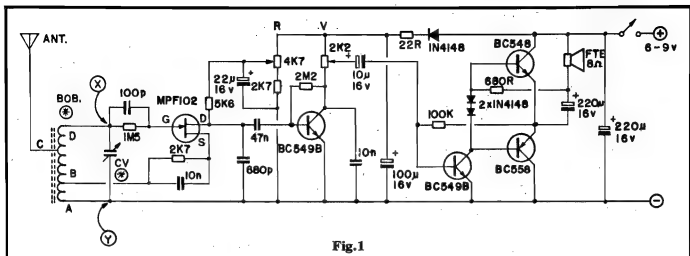 ANT.
X
100p
BOB.
*
MPF102
C
D
1M5
G
D
S
CV
*
2K7
B
10n
A
Y
5K6
22μ
16v
R
4K7
2K7
47n
680p
V
2K2
2M2
BC549B
10μ
16v
10n
22R
1N4148
100μ
16v
100K
680R
2x1N4148
BC549B
BC548
BC558
FTE
8Ω
220μ
16v
220μ
16v
6-9v
+
−
Fig.1